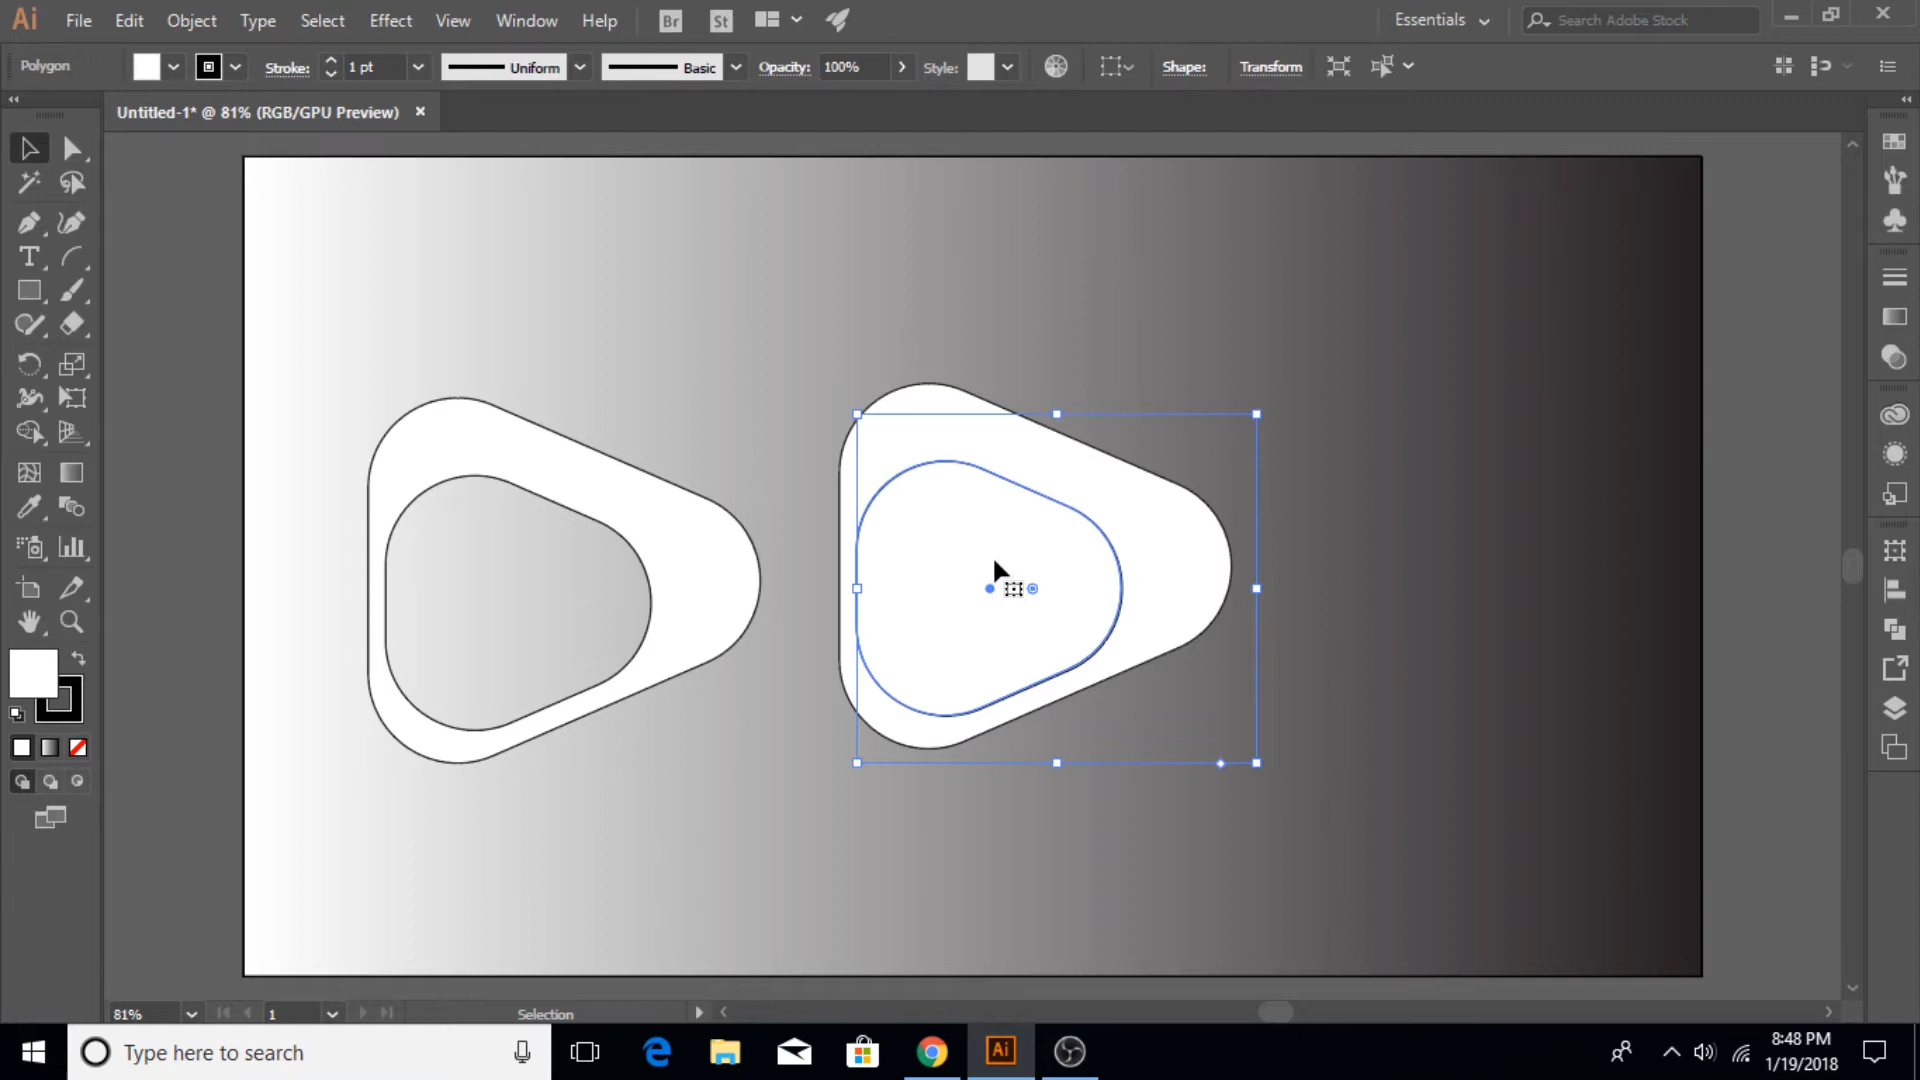 Ai File Edit Object Type Select Effect View Window Help Br St Essentials Search Adobe Stock
Polygon Stroke: 1 pt Uniform Basic Opacity: 100% Style: Shape: Transform
Untitled-1* @ 81% (RGB/GPU Preview)
T
81% 1 Selection
Type here to search Ai 8:48 PM
1/19/2018